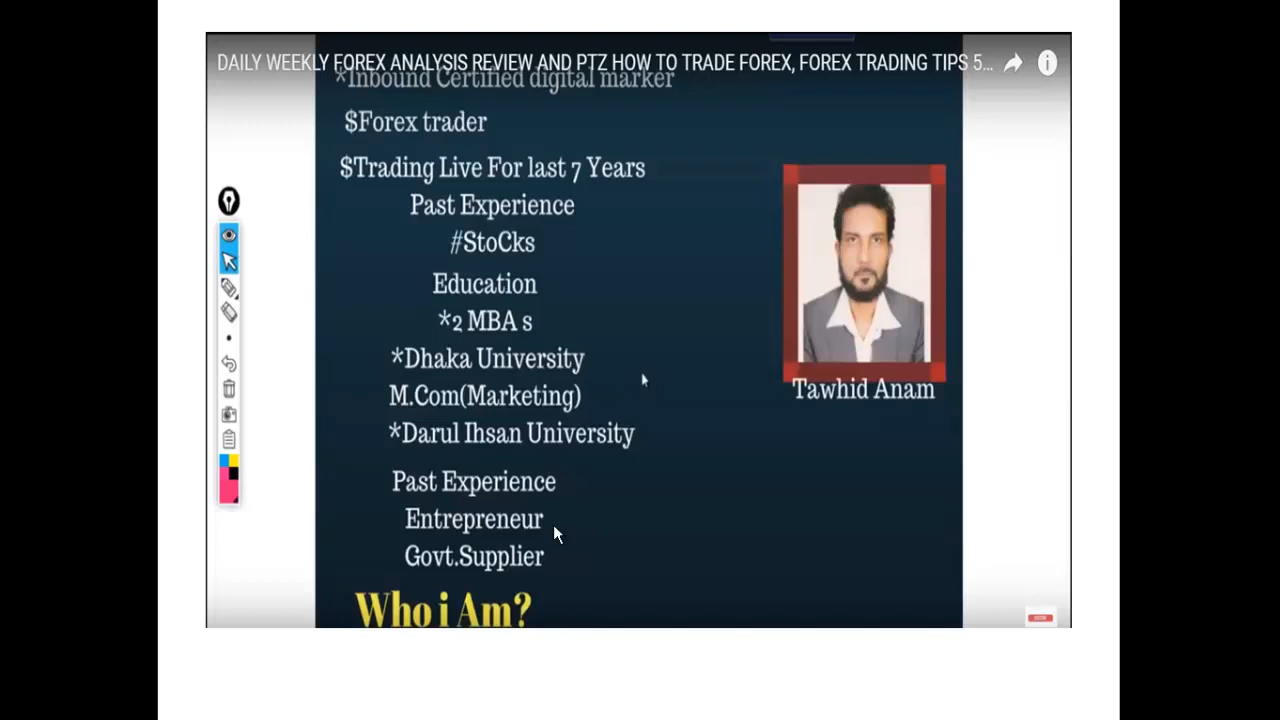 DAILY WEEKLY FOREX ANALYSIS REVIEW AND PTZ HOW TO TRADE FOREX, FOREX TRADING TIPS 5...
*Inbound Certified digital marker
$Forex trader
$Trading Live For last 7 Years
Past Experience
#StoCks
Education
*2 MBA s
*Dhaka University
M.Com(Marketing)
*Darul Ihsan University
Tawhid Anam
Past Experience
Entrepreneur
Govt.Supplier
Who i Am?